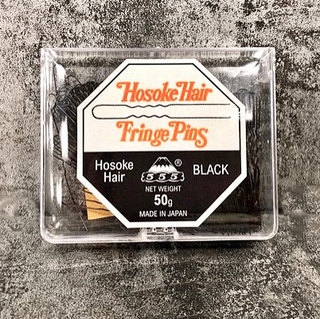 Hosoke Hair
Fringe Pins
Hosoke
Hair
555
®
BLACK
NET WEIGHT
50g
MADE IN JAPAN